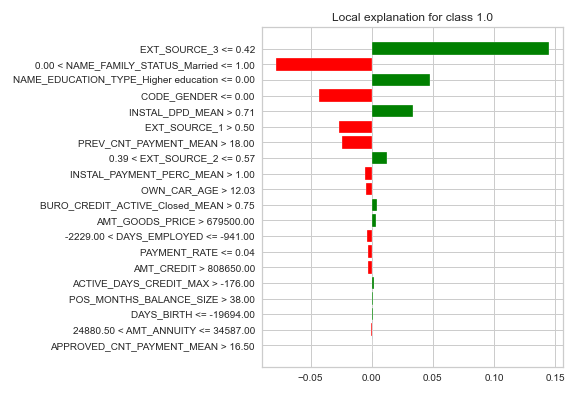 Local explanation for class 1.0
EXT_SOURCE_3 <= 0.42
0.00 < NAME_FAMILY_STATUS_Married <= 1.00
NAME_EDUCATION_TYPE_Higher education <= 0.00
CODE_GENDER <= 0.00
INSTAL_DPD_MEAN > 0.71
EXT_SOURCE_1 > 0.50
PREV_CNT_PAYMENT_MEAN > 18.00
0.39 < EXT_SOURCE_2 <= 0.57
INSTAL_PAYMENT_PERC_MEAN > 1.00
OWN_CAR_AGE > 12.03
BURO_CREDIT_ACTIVE_Closed_MEAN > 0.75
AMT_GOODS_PRICE > 679500.00
-2229.00 < DAYS_EMPLOYED <= -941.00
PAYMENT_RATE <= 0.04
AMT_CREDIT > 808650.00
ACTIVE_DAYS_CREDIT_MAX > -176.00
POS_MONTHS_BALANCE_SIZE > 38.00
DAYS_BIRTH <= -19694.00
24880.50 < AMT_ANNUITY <= 34587.00
APPROVED_CNT_PAYMENT_MEAN > 16.50
−0.05 0.00 0.05 0.10 0.15